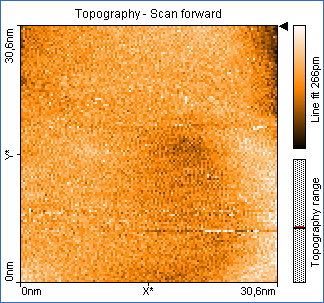 Topography - Scan forward
30,6nm
Y*
0nm
0nm
X*
30,6nm
Line fit 266pm
Topography range